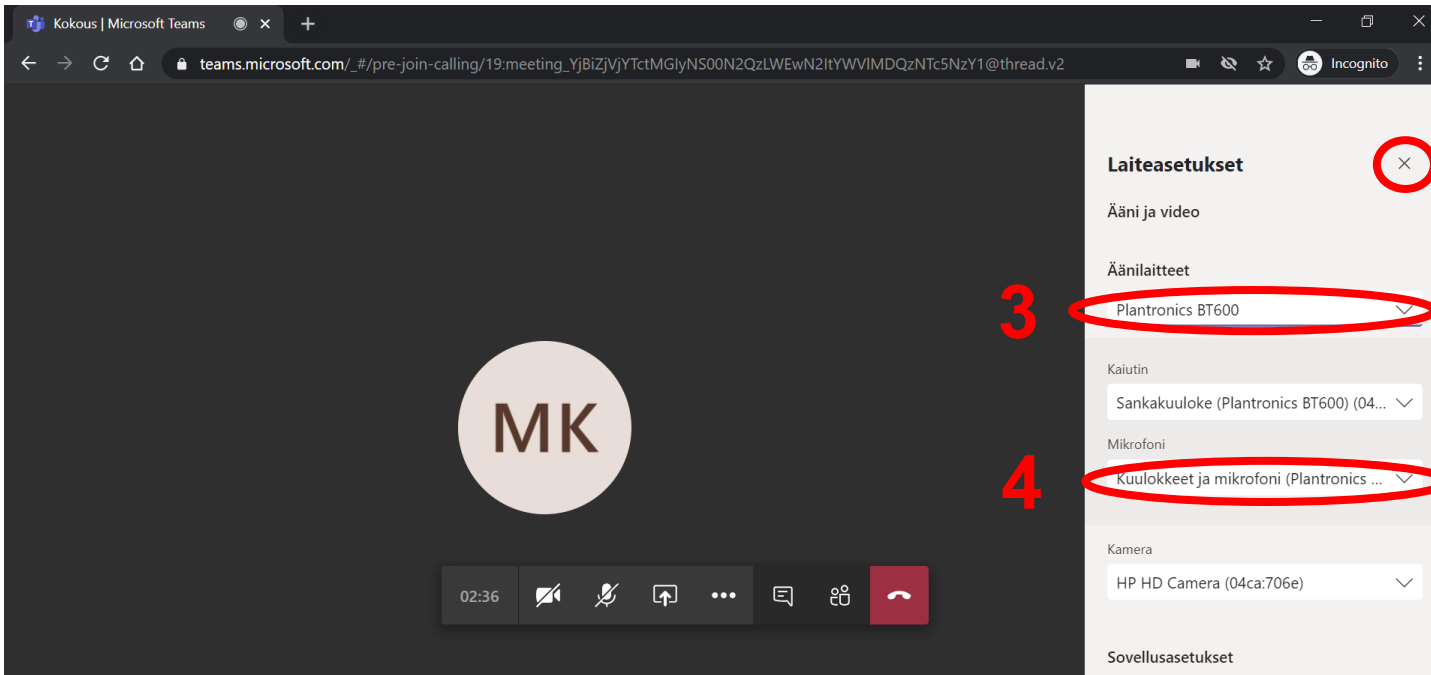 Kokous | Microsoft Teams
teams.microsoft.com/_#/pre-join-calling/19:meeting_YjBiZjVjYTctMGIyNS00N2QzLWEwN2ItYWVlMDQzNTc5NzY1@thread.v2
Incognito
Laiteasetukset
Ääni ja video
Äänilaitteet
3
Plantronics BT600
Kaiutin
Sankakuuloke (Plantronics BT600) (04...
Mikrofoni
4
Kuulokkeet ja mikrofoni (Plantronics ...
MK
Kamera
HP HD Camera (04ca:706e)
02:36
Sovellusasetukset